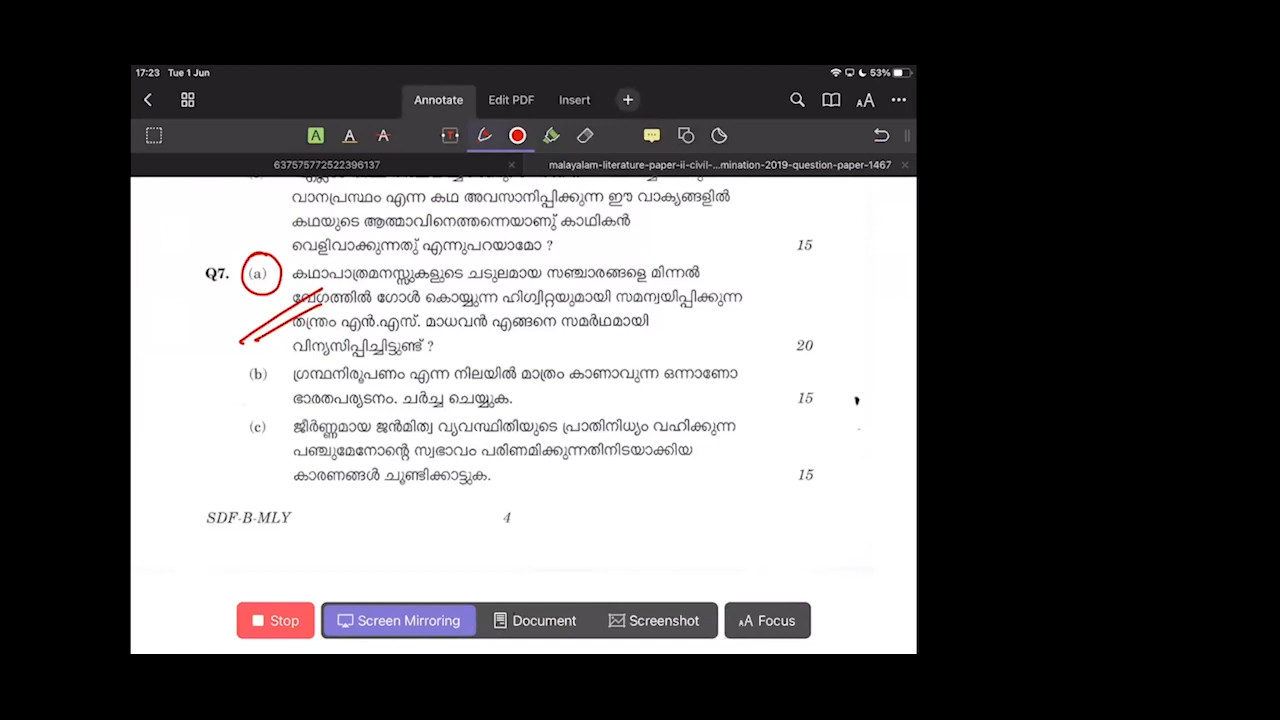 17:23 Tue 1 Jun 53%
Annotate Edit PDF Insert
637575772522396137 malayalam-literature-paper-ii-civil-...mination-2019-question-paper-1467
വാനപ്രസ്ഥം എന്ന കഥ അവസാനിപ്പിക്കുന്ന ഈ വാക്യങ്ങളിൽ
കഥയുടെ ആത്മാവിനെത്തന്നെയാണു് കാഥികൻ
വെളിവാക്കുന്നതു് എന്നുപറയാമോ ? 15
Q7. (a) കഥാപാത്രമനസ്സുകളുടെ ചടുലമായ സഞ്ചാരങ്ങളെ മിന്നൽ
വേഗത്തിൽ ഗോൾ കൊയ്യുന്ന ഹിഗ്വിറ്റയുമായി സമന്വയിപ്പിക്കുന്ന
തന്ത്രം എൻ.എസ്. മാധവൻ എങ്ങനെ സമർഥമായി
വിന്യസിപ്പിച്ചിട്ടുണ്ട് ? 20
(b) ഗ്രന്ഥനിരൂപണം എന്ന നിലയിൽ മാത്രം കാണാവുന്ന ഒന്നാണോ
ഭാരതപര്യടനം. ചർച്ച ചെയ്യുക. 15
(c) ജീർണ്ണമായ ജൻമിത്വ വ്യവസ്ഥിതിയുടെ പ്രാതിനിധ്യം വഹിക്കുന്ന
പഞ്ചുമേനോന്റെ സ്വഭാവം പരിണമിക്കുന്നതിനിടയാക്കിയ
കാരണങ്ങൾ ചൂണ്ടിക്കാട്ടുക. 15
SDF-B-MLY 4
Stop Screen Mirroring Document Screenshot AA Focus